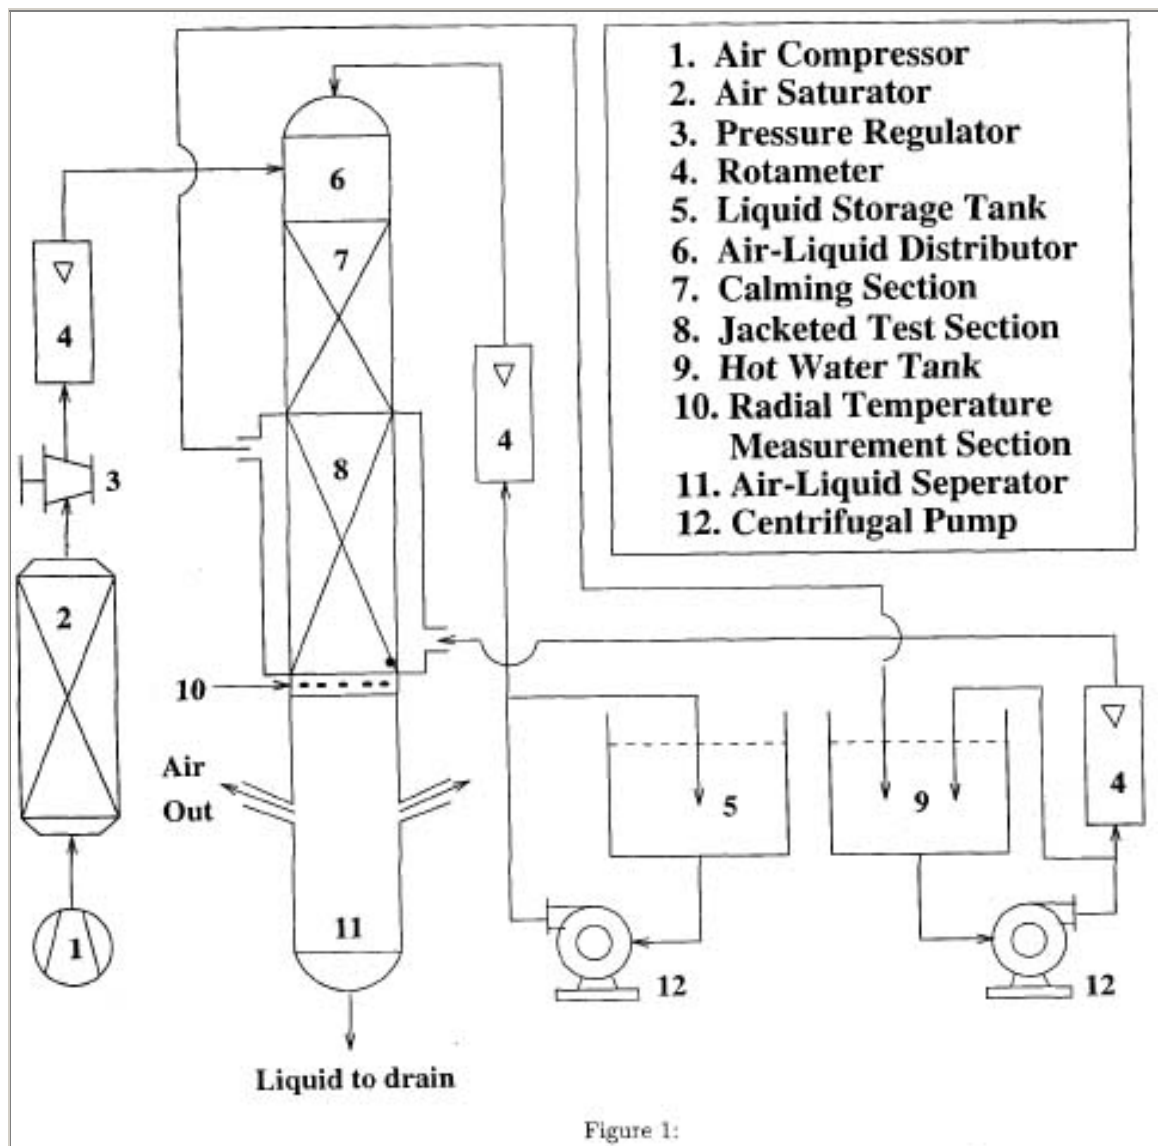 1. Air Compressor
2. Air Saturator
3. Pressure Regulator
4. Rotameter
5. Liquid Storage Tank
6. Air-Liquid Distributor
7. Calming Section
8. Jacketed Test Section
9. Hot Water Tank
10. Radial Temperature
Measurement Section
11. Air-Liquid Seperator
12. Centrifugal Pump
6
7
4
4
3
8
2
10
Air
Out
5
9
4
11
1
12
12
Liquid to drain
Figure 1: